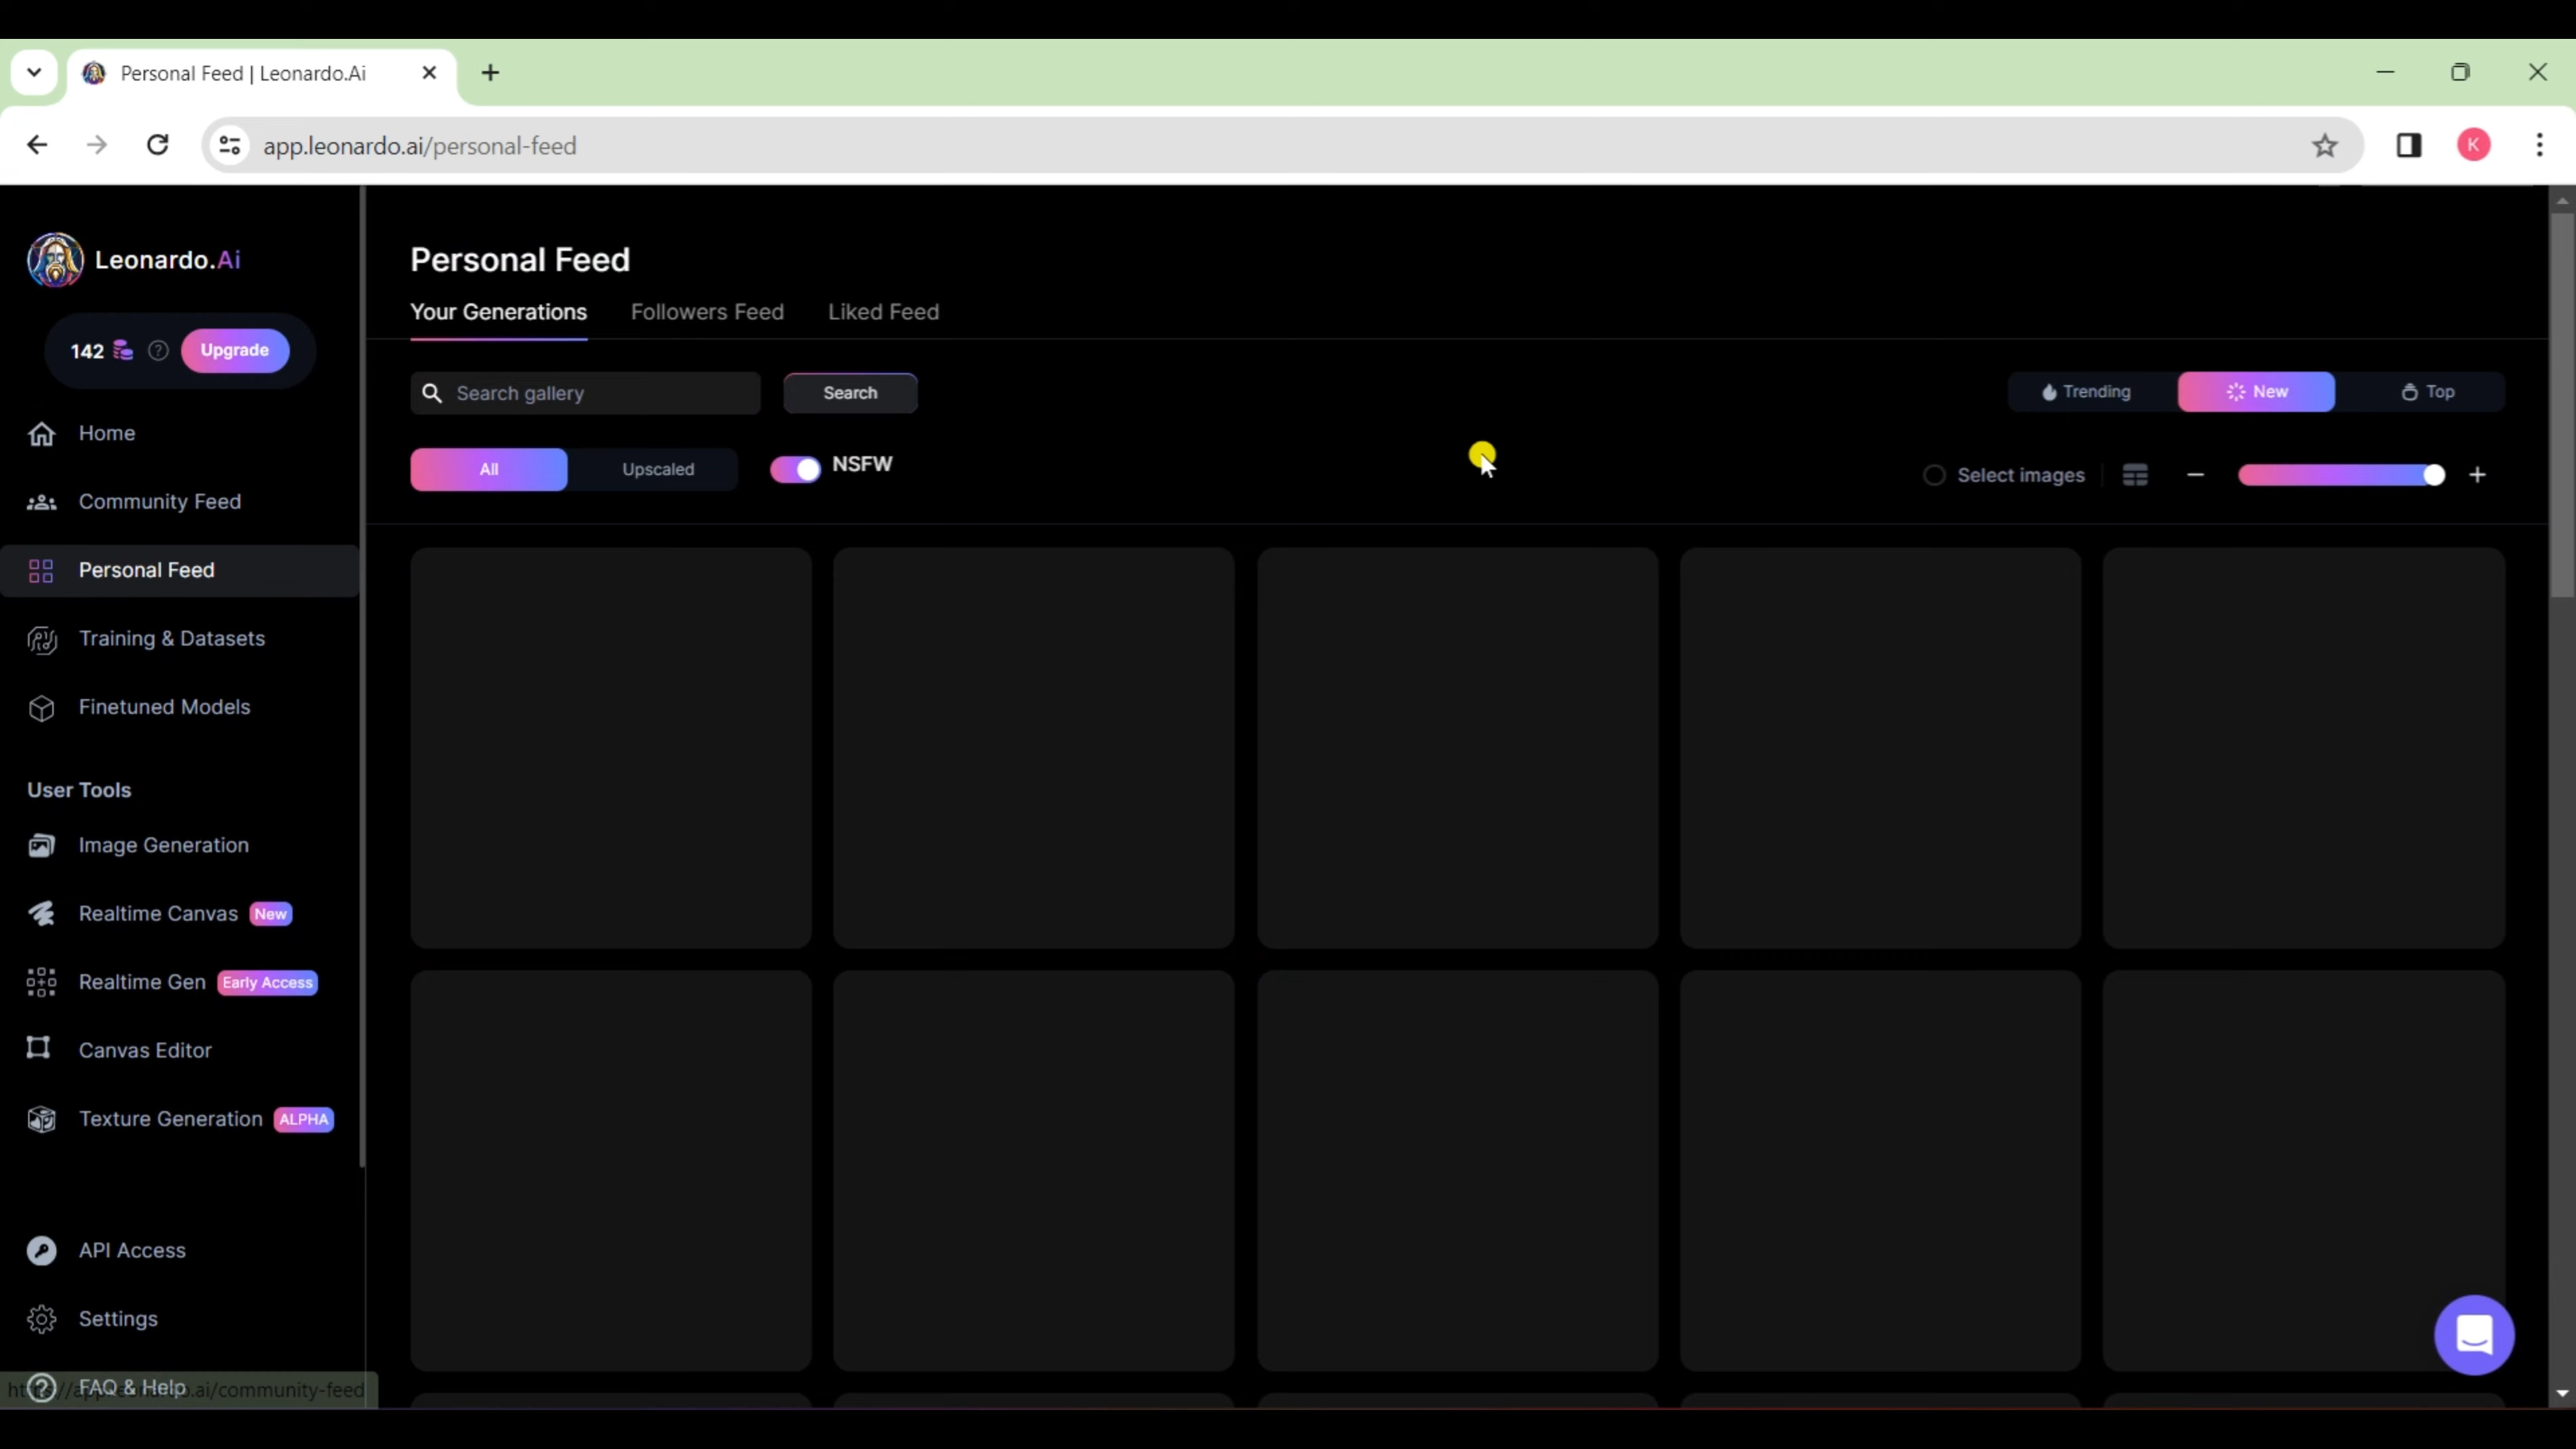 Personal Feed | Leonardo.Ai
app.leonardo.ai/personal-feed
K
Leonardo.Ai
142
Upgrade
Home
Community Feed
Personal Feed
Training & Datasets
Finetuned Models
User Tools
Image Generation
Realtime Canvas New
Realtime Gen Early Access
Canvas Editor
Texture Generation ALPHA
API Access
Settings
FAQ & Help
Personal Feed
Your Generations Followers Feed Liked Feed
Search gallery Search
Trending New Top
All Upscaled NSFW
Select images